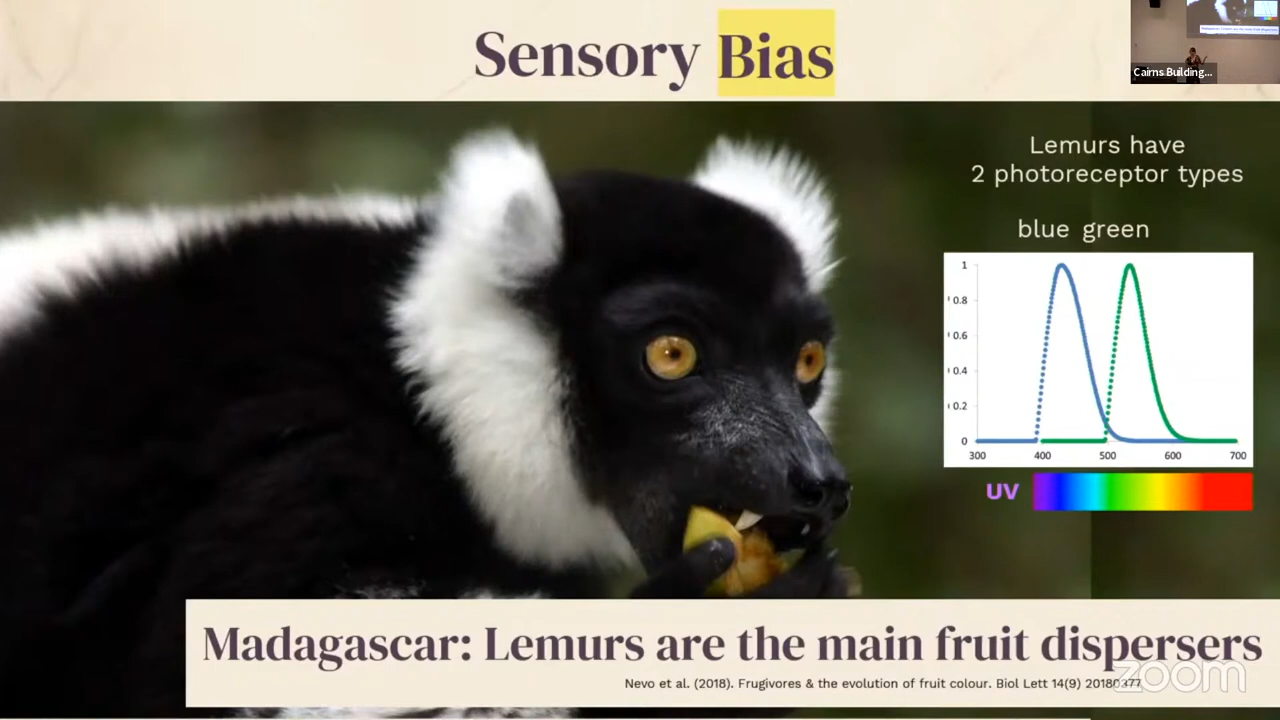 Sensory Bias
Cairns Building...
Lemurs have
2 photoreceptor types
blue green
1
0.8
0.6
0.4
0.2
0
300 400 500 600 700
UV
Madagascar: Lemurs are the main fruit dispersers
Nevo et al. (2018). Frugivores & the evolution of fruit colour. Biol Lett 14(9) 20180377
zoom